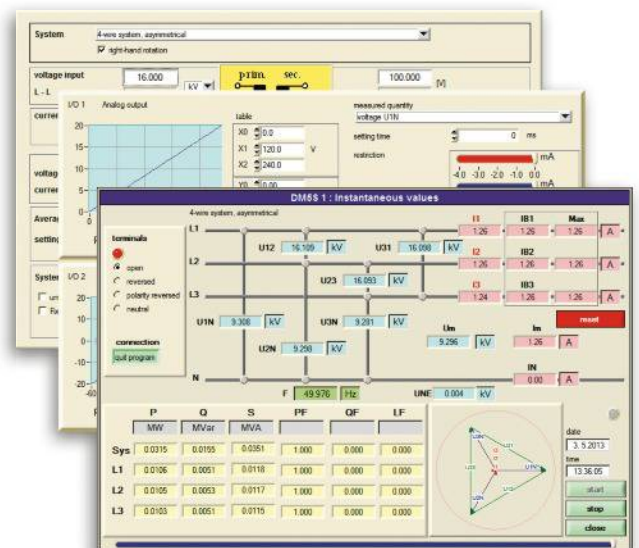 System 4-wire system, asymmetrical
right-hand rotation
voltage input 16.000 kV prim. sec. 100.000 [V]
L - L
I/O 1 Analog output
measured quantity
voltage U1N
table
X0 0.0
X1 120.0 V
X2 240.0
Y0 0.00
setting time 0 ms
restriction
mA
-4.0 -3.0 -2.0 -1.0 0.0
mA
20
15
10
5
0
I/O 2
20
10
0
-10
-20
-60
DM5S 1 : Instantaneous values
4-wire system, asymmetrical
terminals
open
reversed
polarity reversed
neutral
connection
quit program
L1
L2
L3
N
U12 16.109 kV
U31 16.098 kV
U23 16.093 kV
U1N 9.308 kV
U3N 9.281 kV
U2N 9.298 kV
I1 IB1 Max
1.26 1.26 1.26 A
I2 IB2
1.26 1.26 1.26 A
I3 IB3
1.24 1.26 1.26 A
reset
Um Im
9.296 kV 1.26 A
IN
0.00 A
F 49.976 Hz UNE 0.004 kV
P Q S PF QF LF
MW MVar MVA
Sys 0.0315 0.0155 0.0351 1.000 0.000 0.000
L1 0.0106 0.0051 0.0118 1.000 0.000 0.000
L2 0.0105 0.0053 0.0117 1.000 0.000 0.000
L3 0.0103 0.0051 0.0115 1.000 0.000 0.000
date
3. 5.2013
time
13:36:05
start
stop
close